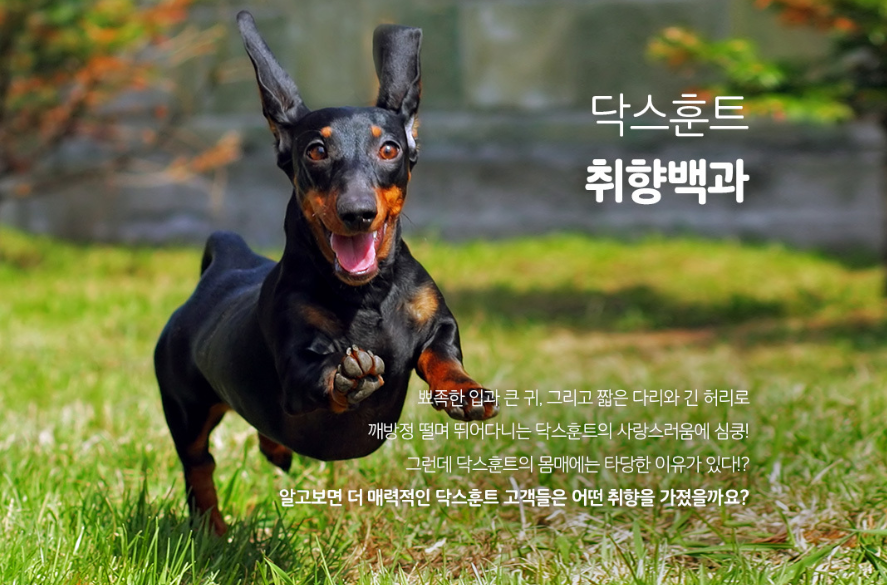 닥스훈트
취향백과
뾰족한 입과 큰 귀, 그리고 짧은 다리와 긴 허리로
깨방정 떨며 뛰어다니는 닥스훈트의 사랑스러움에 심쿵!
그런데 닥스훈트의 몸매에는 타당한 이유가 있다!?
알고보면 더 매력적인 닥스훈트 고객들은 어떤 취향을 가졌을까요?